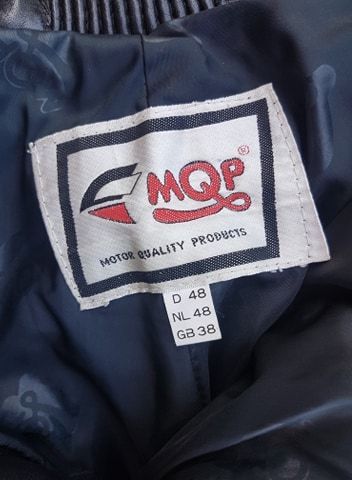 MQP®
MOTOR QUALITY PRODUCTS
D 48
NL 48
GB 38